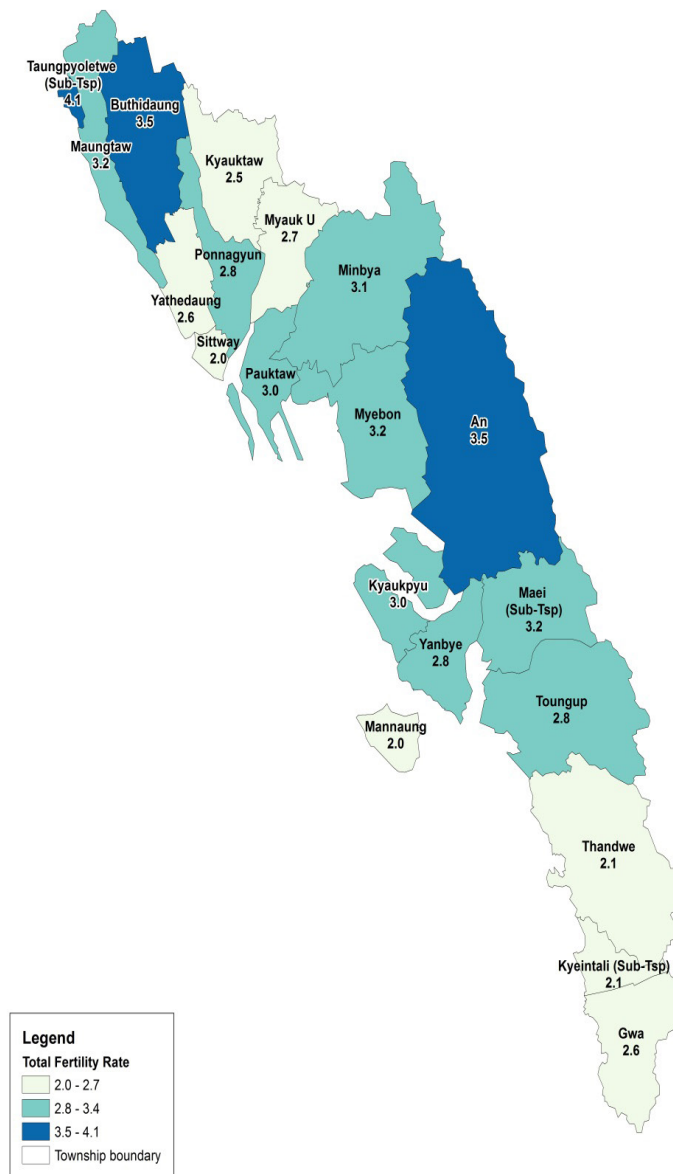 Taungpyoletwe
(Sub-Tsp)
4.1
Buthidaung
3.5
Maungtaw
3.2
Kyauktaw
2.5
Myauk U
2.7
Ponnagyun
2.8
Minbya
3.1
Yathedaung
2.6
Sittway
2.0
Pauktaw
3.0
Myebon
3.2
An
3.5
Kyaukpyu
3.0
Maei
(Sub-Tsp)
3.2
Yanbye
2.8
Toungup
2.8
Mannaung
2.0
Thandwe
2.1
Kyeintali (Sub-Tsp)
2.1
Gwa
2.6
Legend
Total Fertility Rate
2.0 - 2.7
2.8 - 3.4
3.5 - 4.1
Township boundary